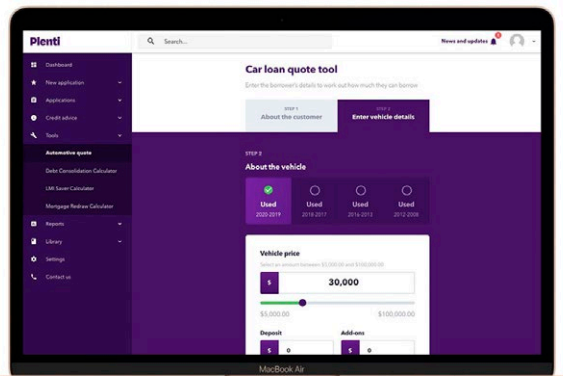 Plenti
Search...
News and updates
Dashboard
New application
Applications
Credit advice
Tools
Automotive quote
Debt Consolidation Calculator
LMI Saver Calculator
Mortgage Redraw Calculator
Reports
Library
Settings
Contact us
Car loan quote tool
Enter the borrower's details to work out how much they can borrow
STEP 1
About the customer
STEP 2
Enter vehicle details
STEP 2
About the vehicle
Used Used Used Used
2020-2019 2018-2017 2016-2013 2012-2008
Vehicle price
Select an amount between $5,000.00 and $100,000.00
$ 30,000
$5,000.00 $100,000.00
Deposit Add-ons
$ 0 $ 0
MacBook Air